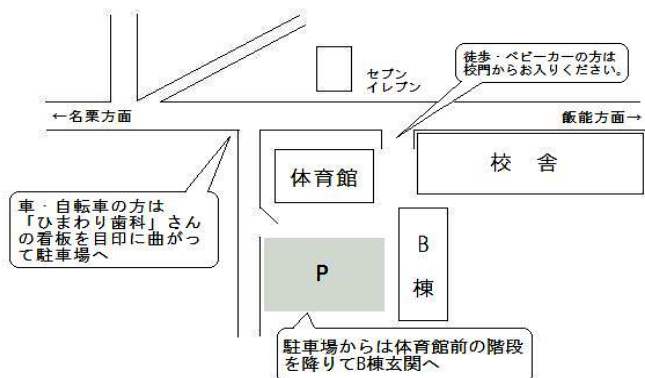 徒歩・ベビーカーの方は
校門からお入りください。
セブン
イレブン
←名栗方面
飯能方面→
体育館
校 舎
車・自転車の方は
「ひまわり歯科」さん
の看板を目印に曲がっ
て駐車場へ
B
棟
P
駐車場からは体育館前の階段
を降りてB棟玄関へ